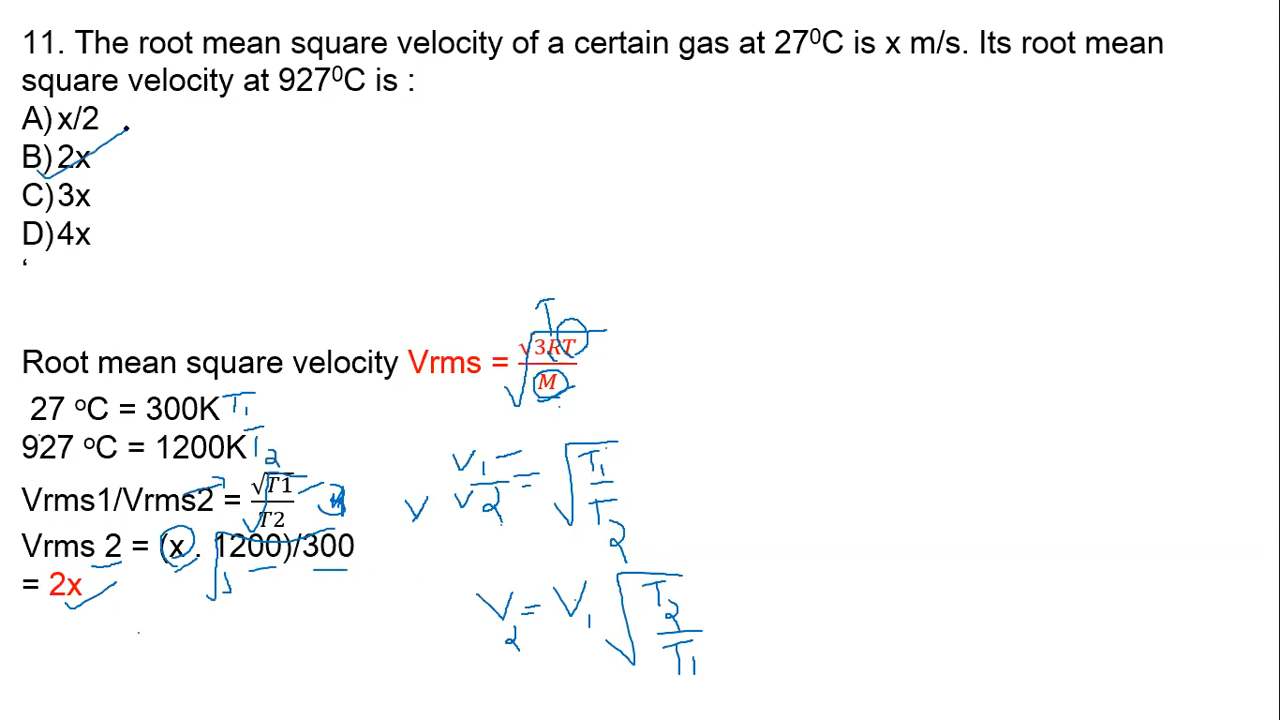 11. The root mean square velocity of a certain gas at 27⁰C is x m/s. Its root mean
square velocity at 927⁰C is :
A) x/2
B) 2x
C) 3x
D) 4x
‘
T
Root mean square velocity Vrms = √3RT/M
27 ᵒC = 300K T₁
927 ᵒC = 1200K T₂
Vrms1/Vrms2 = √T1/T2
V₁/V₂ = √T₁/T₂
V
Vrms 2 = (x . 1200)/300
= 2x
V₂ = V₁ √T₂/T₁